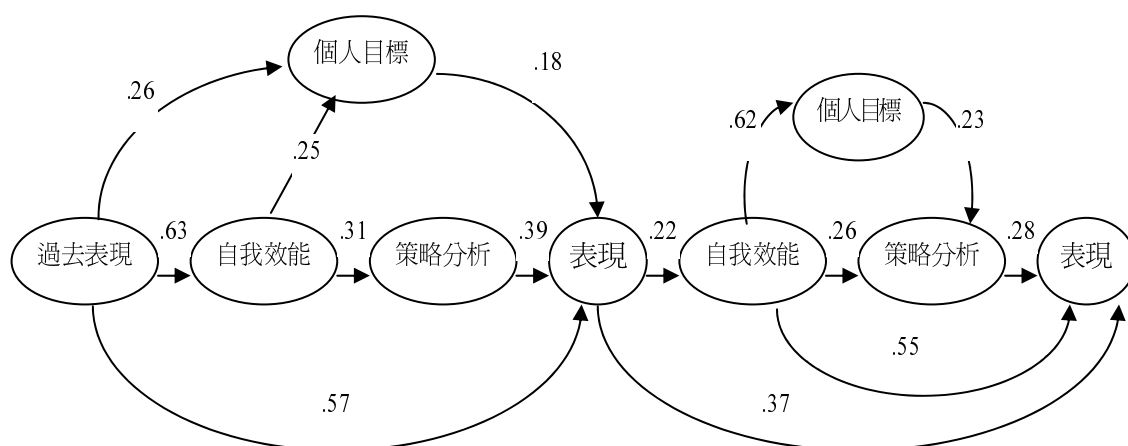 個人目標
.18
.26
個人目標
.62
.23
.25
過去表現
.63
自我效能
.31
策略分析
.39
表現
.22
自我效能
.26
策略分析
.28
表現
.55
.57
.37